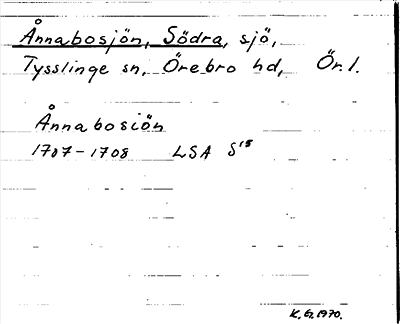 Ånnabosjön, Södra, sjö,
Tysslinge sn, Örebro hd, Ör. l.
Ånnabosiön
1707-1708 LSA S15
K. G. 1970.